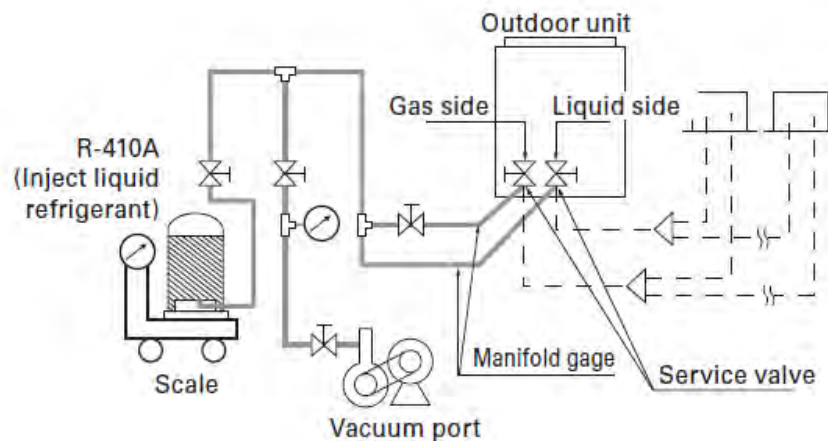 Outdoor unit
Gas side
Liquid side
R-410A
(Inject liquid
refrigerant)
Manifold gage
Service valve
Scale
Vacuum port